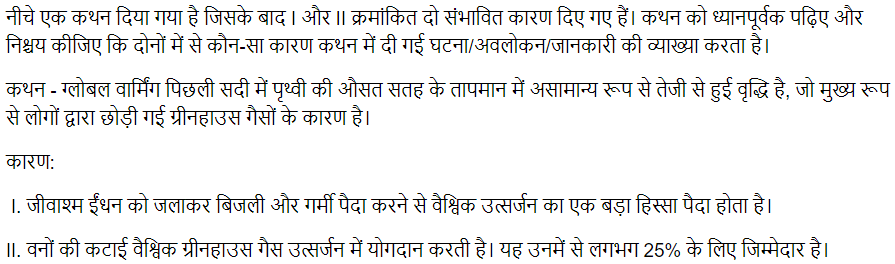 नीचे एक कथन दिया गया है जिसके बाद I और II क्रमांकित दो संभावित कारण दिए गए हैं। कथन को ध्यानपूर्वक पढ़िए और
निश्चय कीजिए कि दोनों में से कौन-सा कारण कथन में दी गई घटना/अवलोकन/जानकारी की व्याख्या करता है।
कथन - ग्लोबल वार्मिंग पिछली सदी में पृथ्वी की औसत सतह के तापमान में असामान्य रूप से तेजी से हुई वृद्धि है, जो मुख्य रूप
से लोगों द्वारा छोड़ी गई ग्रीनहाउस गैसों के कारण है।
कारण:
I. जीवाश्म ईंधन को जलाकर बिजली और गर्मी पैदा करने से वैश्विक उत्सर्जन का एक बड़ा हिस्सा पैदा होता है।
II. वनों की कटाई वैश्विक ग्रीनहाउस गैस उत्सर्जन में योगदान करती है। यह उनमें से लगभग 25% के लिए जिम्मेदार है।